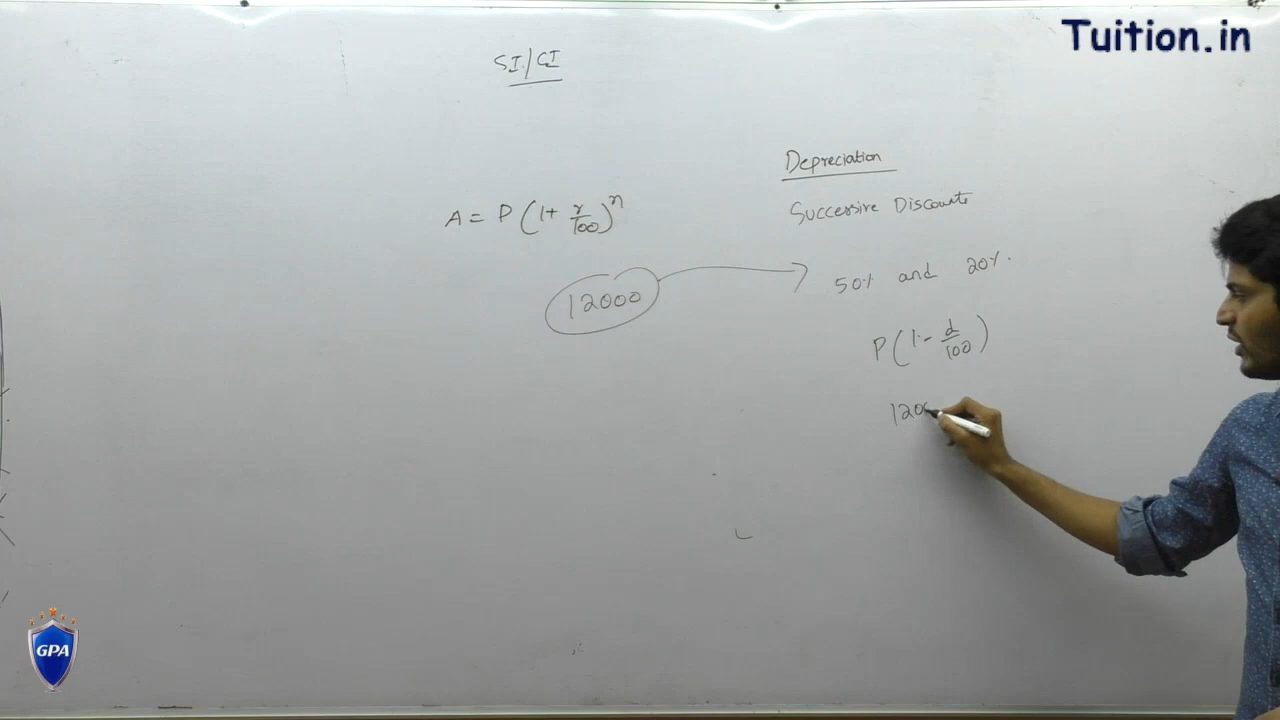 Tuition.in
SI/CI
Depreciation
Successive Discounts
A = P(1+ r/100)^n
12000
50% and 20%.
P(1 - d/100)
120
GPA